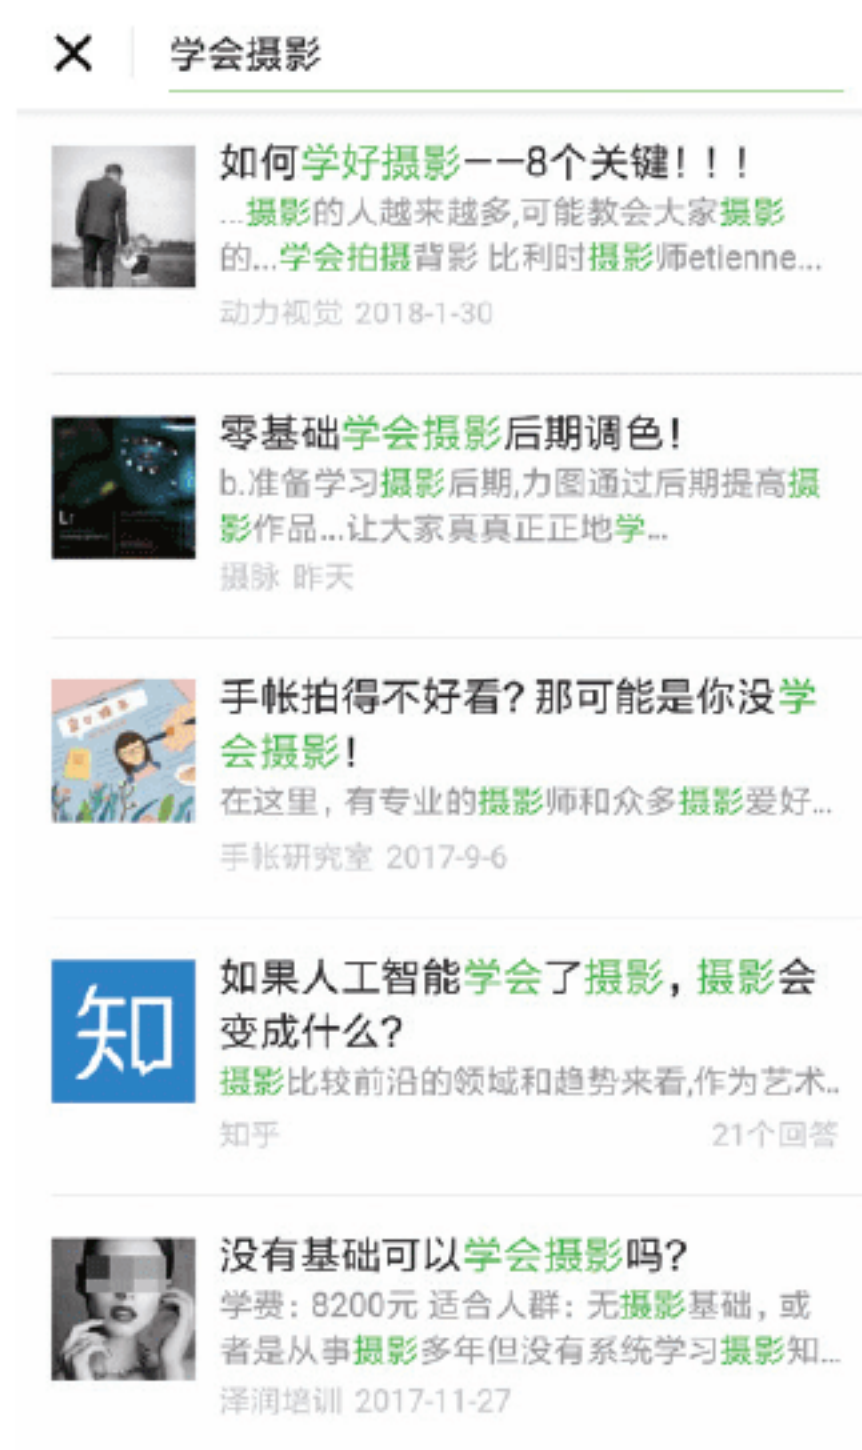 学会摄影
如何学好摄影——8个关键！！！
...摄影的人越来越多,可能教会大家摄影
的...学会拍摄背影 比利时摄影师etienne...
动力视觉 2018-1-30
零基础学会摄影后期调色！
b.准备学习摄影后期,力图通过后期提高摄
影作品...让大家真真正正地学...
摄脉 昨天
手帐拍得不好看？那可能是你没学
会摄影！
在这里，有专业的摄影师和众多摄影爱好...
手帐研究室 2017-9-6
知
如果人工智能学会了摄影，摄影会
变成什么？
摄影比较前沿的领域和趋势来看,作为艺术..
知乎 21个回答
没有基础可以学会摄影吗？
学费：8200元 适合人群：无摄影基础，或
者是从事摄影多年但没有系统学习摄影知...
泽润培训 2017-11-27